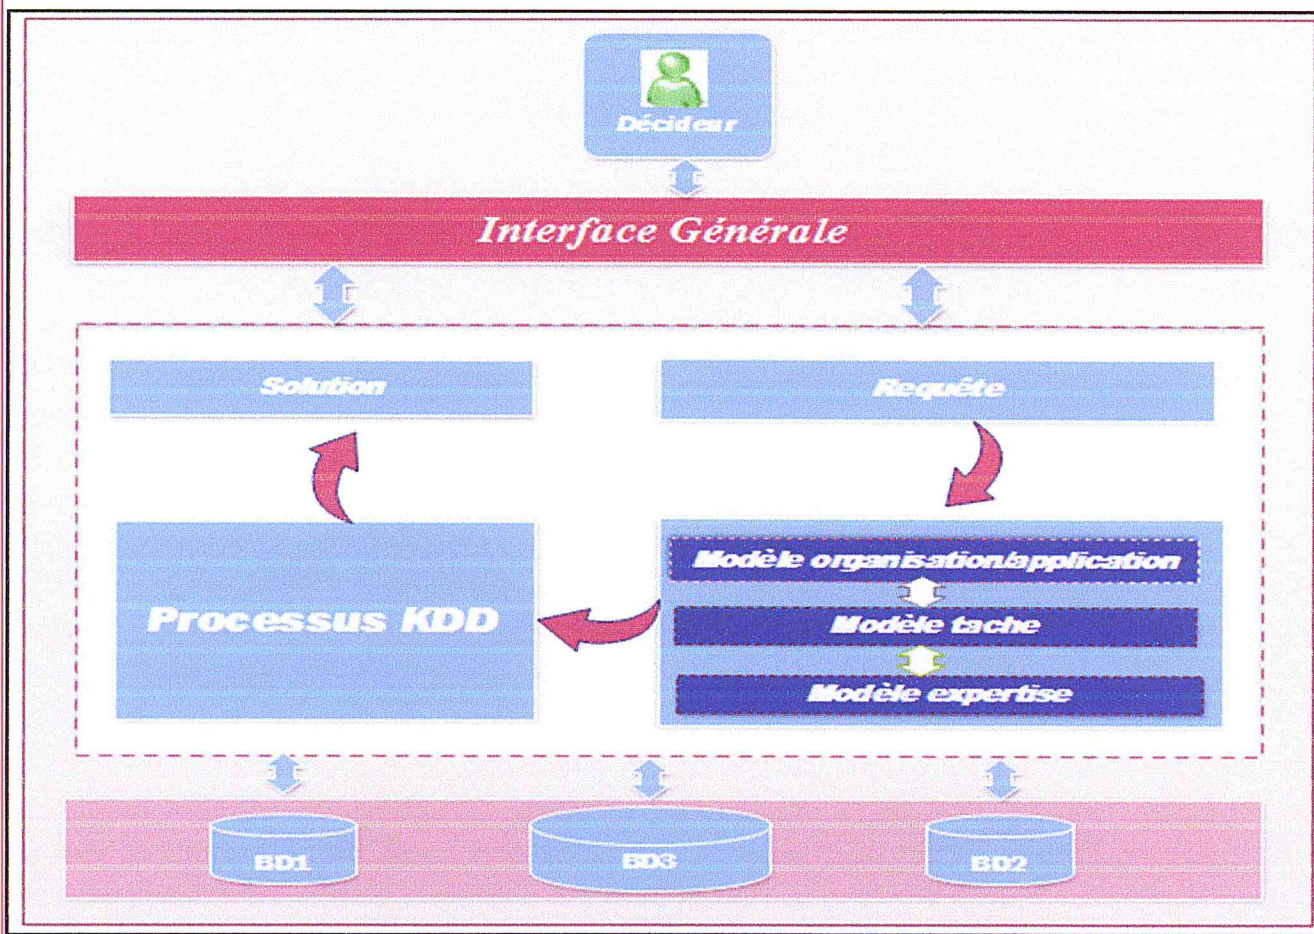 Décideur
Interface Générale
Solution
Requête
Modèle organisation/application
Processus KDD
Modèle tache
Modèle expertise
BD1
BD3
BD2